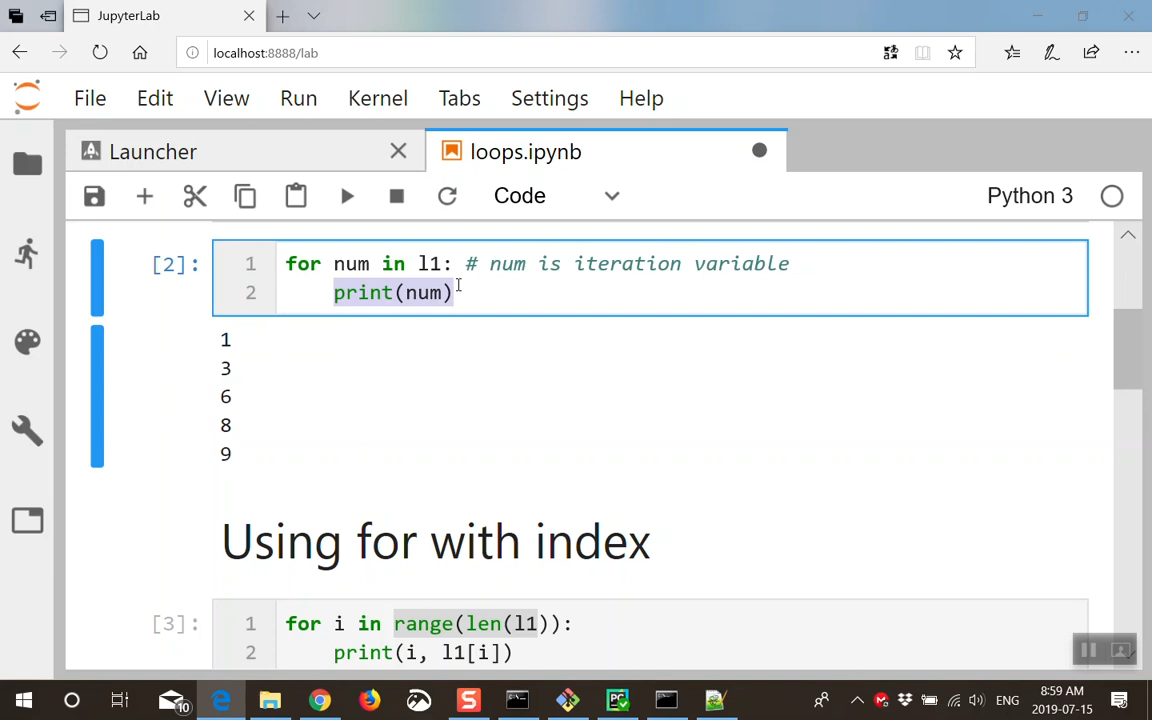 JupyterLab
localhost:8888/lab
File Edit View Run Kernel Tabs Settings Help
Launcher
loops.ipynb
Code
Python 3
[2]:
1 for num in l1: # num is iteration variable
2 print(num)
1
3
6
8
9
Using for with index
[3]:
1 for i in range(len(l1)):
2 print(i, l1[i])
10
PC
ENG
8:59 AM
2019-07-15